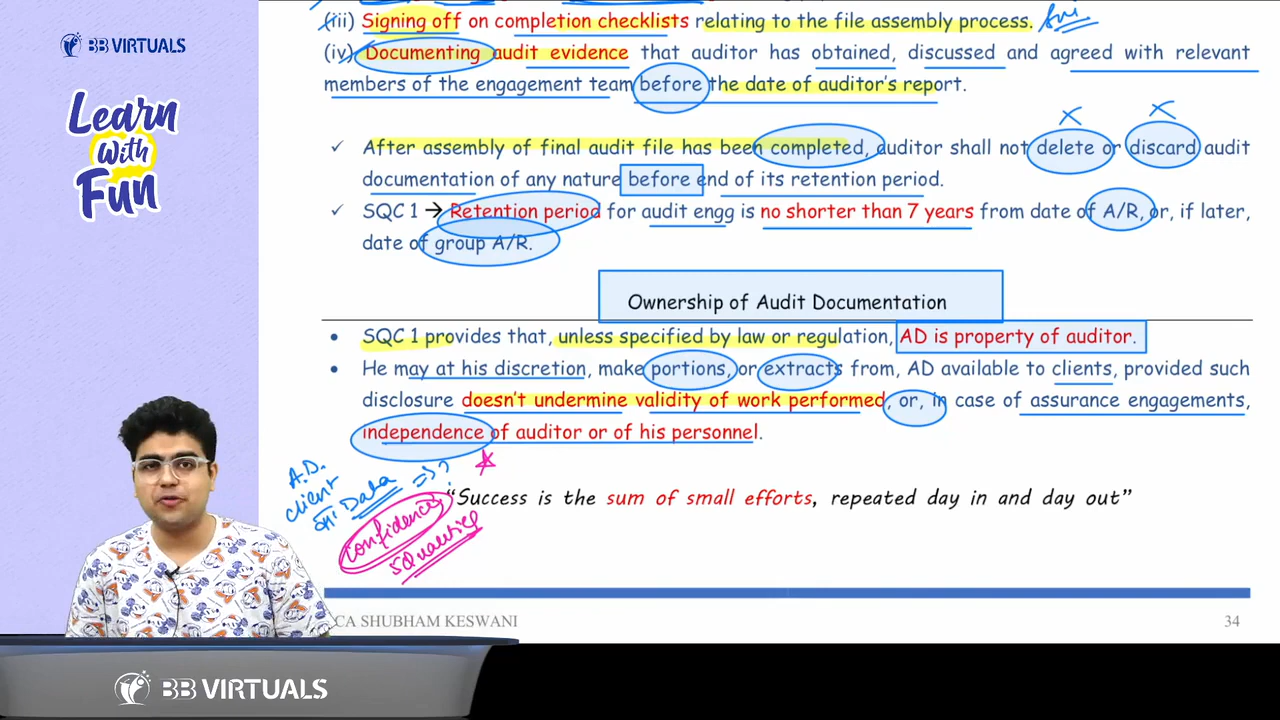 BB VIRTUALS
Learn
With
Fun
(iii) Signing off on completion checklists relating to the file assembly process.
(iv) Documenting audit evidence that auditor has obtained, discussed and agreed with relevant
members of the engagement team before the date of auditor's report.
✓ After assembly of final audit file has been completed, auditor shall not delete or discard audit
documentation of any nature before end of its retention period.
✓ SQC 1 → Retention period for audit engg is no shorter than 7 years from date of A/R, or, if later,
date of group A/R.
Ownership of Audit Documentation
• SQC 1 provides that, unless specified by law or regulation, AD is property of auditor.
• He may at his discretion, make portions, or extracts from, AD available to clients, provided such
disclosure doesn't undermine validity of work performed, or, in case of assurance engagements,
independence of auditor or of his personnel.
A.D.
client
Data => ?
"Success is the sum of small efforts, repeated day in and day out"
CA SHUBHAM KESWANI
34
BB VIRTUALS